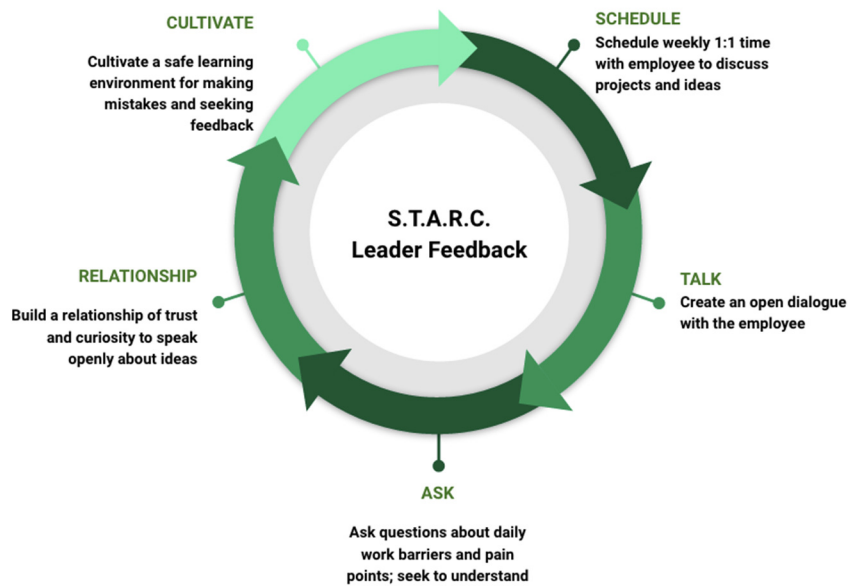 S.T.A.R.C.
Leader Feedback
SCHEDULE
Schedule weekly 1:1 time
with employee to discuss
projects and ideas
TALK
Create an open dialogue
with the employee
ASK
Ask questions about daily
work barriers and pain
points; seek to understand
RELATIONSHIP
Build a relationship of trust
and curiosity to speak
openly about ideas
CULTIVATE
Cultivate a safe learning
environment for making
mistakes and seeking
feedback